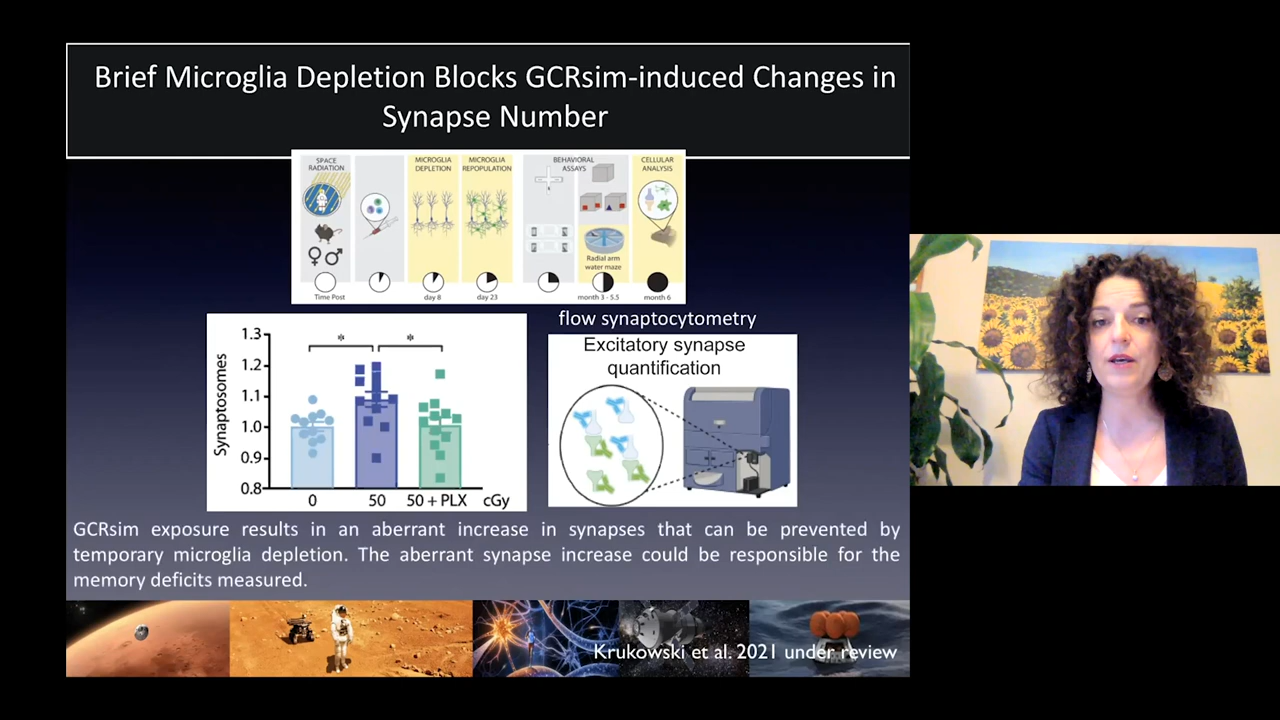 Brief Microglia Depletion Blocks GCRsim-induced Changes in
Synapse Number
SPACE
RADIATION
MICROGLIA
DEPLETION
MICROGLIA
REPOPULATION
BEHAVIORAL
ASSAYS
CELLULAR
ANALYSIS
Radial arm
water maze
Time Post
day 8
day 23
month 3 - 5.5
month 6
flow synaptocytometry
Excitatory synapse
quantification
Synaptosomes
1.3
1.2
1.1
1.0
0.9
0.8
* *
0 50 50 + PLX cGy
GCRsim exposure results in an aberrant increase in synapses that can be prevented by
temporary microglia depletion. The aberrant synapse increase could be responsible for the
memory deficits measured.
Krukowski et al. 2021 under review